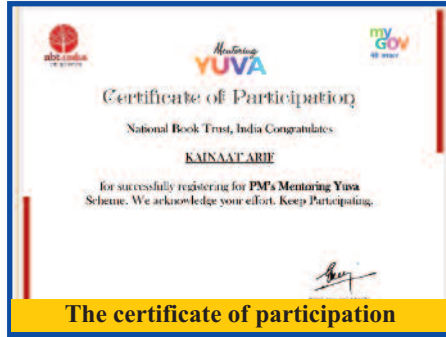 my
GOV
मेरी सरकार
Mentoring
YUVA
Certificate of Participation
National Book Trust, India Congratulates
KAINAAT ARIF
for successfully registering for PM's Mentoring Yuva
Scheme. We acknowledge your effort. Keep Participating.
The certificate of participation